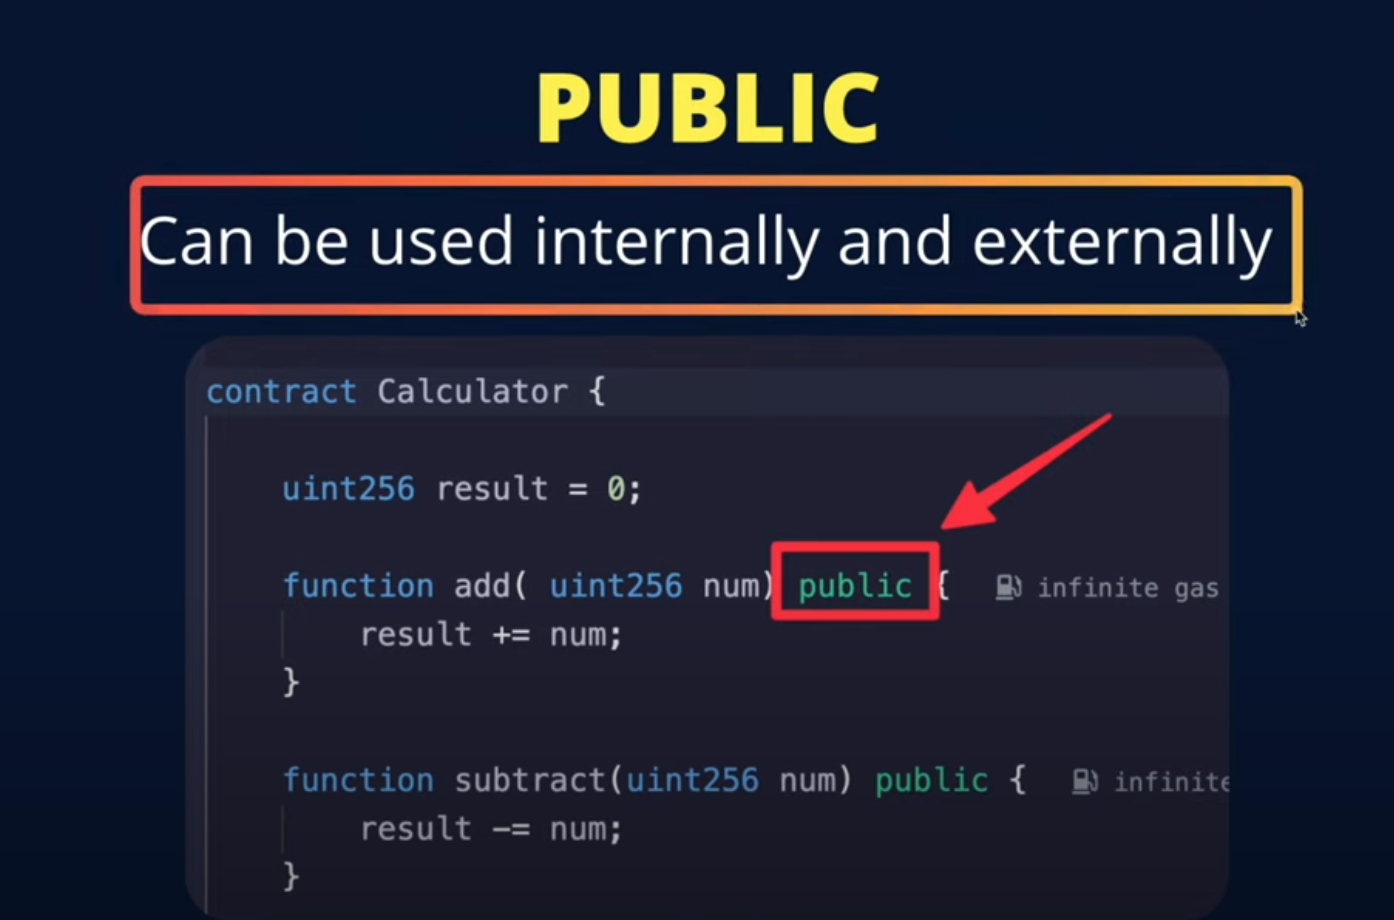 PUBLIC
Can be used internally and externally
contract Calculator {
uint256 result = 0;
function add( uint256 num) public { infinite gas
result += num;
}
function subtract(uint256 num) public { infinite
result -= num;
}